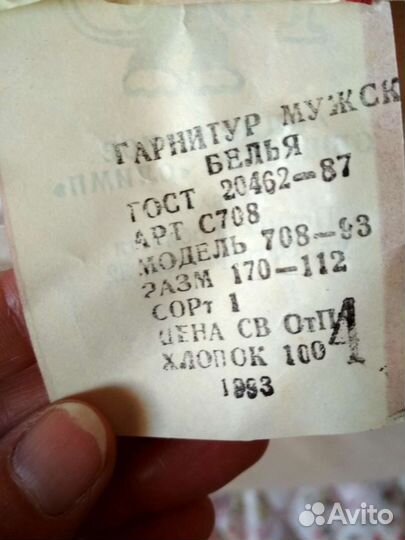 ГАРНИТУР МУЖСК
БЕЛЬЯ
ГОСТ 20462-87
АРТ С708
МОДЕЛЬ 708-93
РАЗМ 170-112
СОРТ 1
ЦЕНА СВ ОТП
ХЛОПОК 100
1993
4
Avito